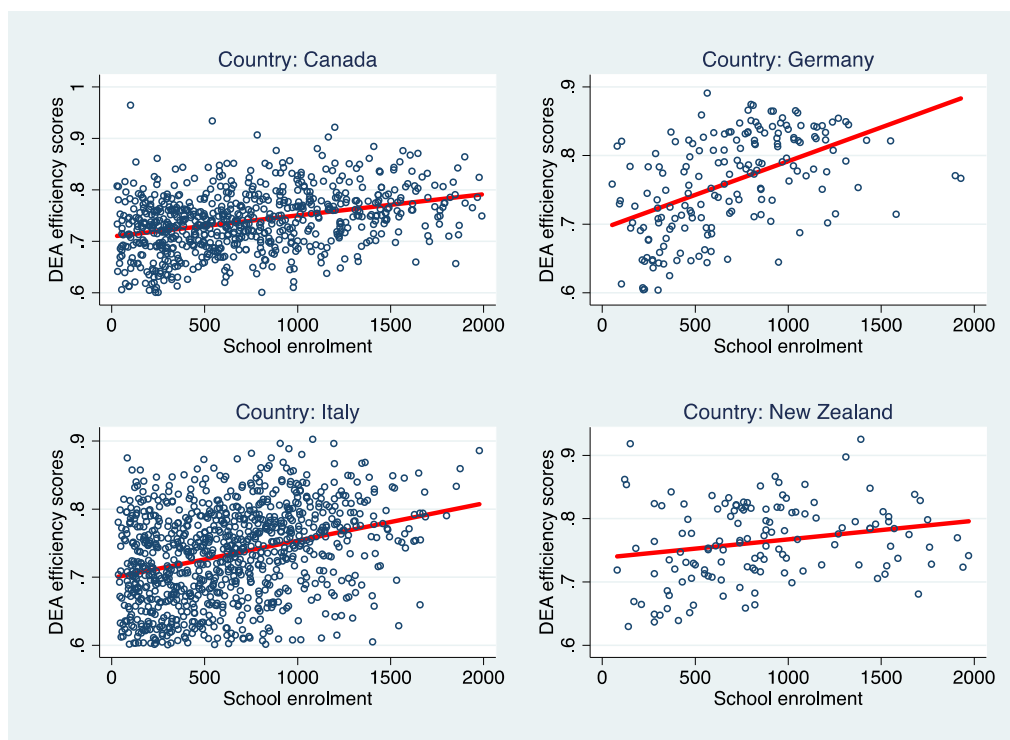 Country: Canada
DEA efficiency scores
1
.9
.8
.7
.6
0 500 1000 1500 2000
School enrolment
Country: Germany
DEA efficiency scores
.9
.8
.7
.6
0 500 1000 1500 2000
School enrolment
Country: Italy
DEA efficiency scores
.9
.8
.7
.6
0 500 1000 1500 2000
School enrolment
Country: New Zealand
DEA efficiency scores
.9
.8
.7
.6
0 500 1000 1500 2000
School enrolment